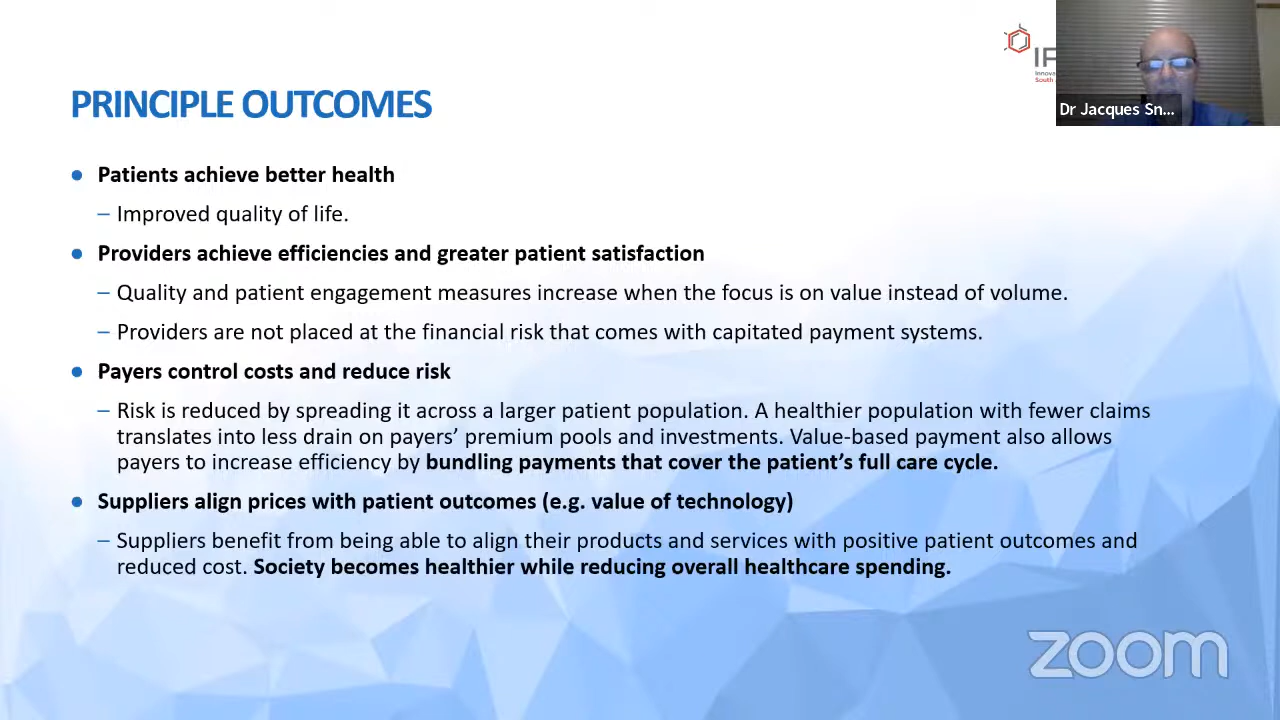 IP
Innova
South
Dr Jacques Sn...
PRINCIPLE OUTCOMES
Patients achieve better health
– Improved quality of life.
Providers achieve efficiencies and greater patient satisfaction
– Quality and patient engagement measures increase when the focus is on value instead of volume.
– Providers are not placed at the financial risk that comes with capitated payment systems.
Payers control costs and reduce risk
– Risk is reduced by spreading it across a larger patient population. A healthier population with fewer claims
translates into less drain on payers’ premium pools and investments. Value-based payment also allows
payers to increase efficiency by bundling payments that cover the patient’s full care cycle.
Suppliers align prices with patient outcomes (e.g. value of technology)
– Suppliers benefit from being able to align their products and services with positive patient outcomes and
reduced cost. Society becomes healthier while reducing overall healthcare spending.
zoom